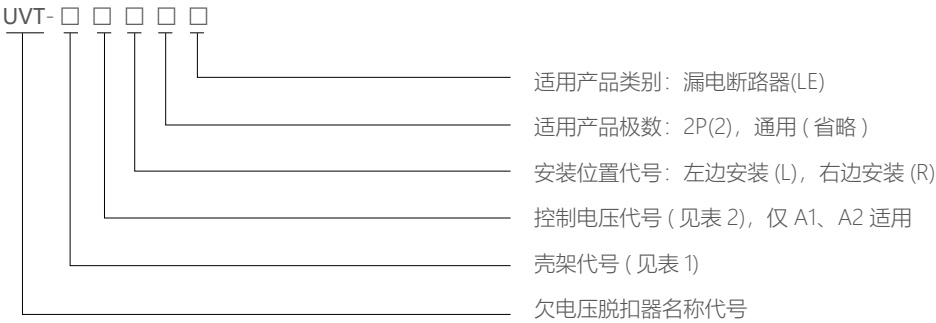 UVT-□ □ □ □ □
适用产品类别：漏电断路器(LE)
适用产品极数：2P(2)，通用 ( 省略 )
安装位置代号：左边安装 (L)，右边安装 (R)
控制电压代号 ( 见表 2)，仅 A1、A2 适用
壳架代号 ( 见表 1)
欠电压脱扣器名称代号